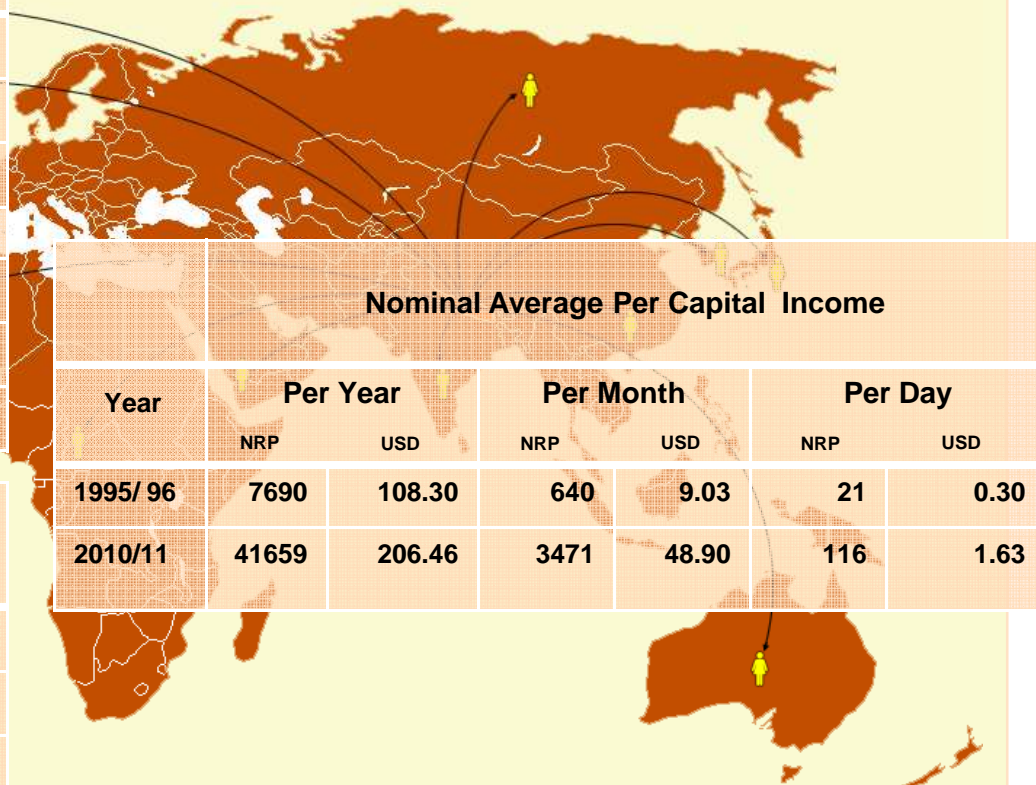 Nominal Average Per Capital Income
Year Per Year Per Month Per Day
NRP USD NRP USD NRP USD
1995/ 96 7690 108.30 640 9.03 21 0.30
2010/11 41659 206.46 3471 48.90 116 1.63